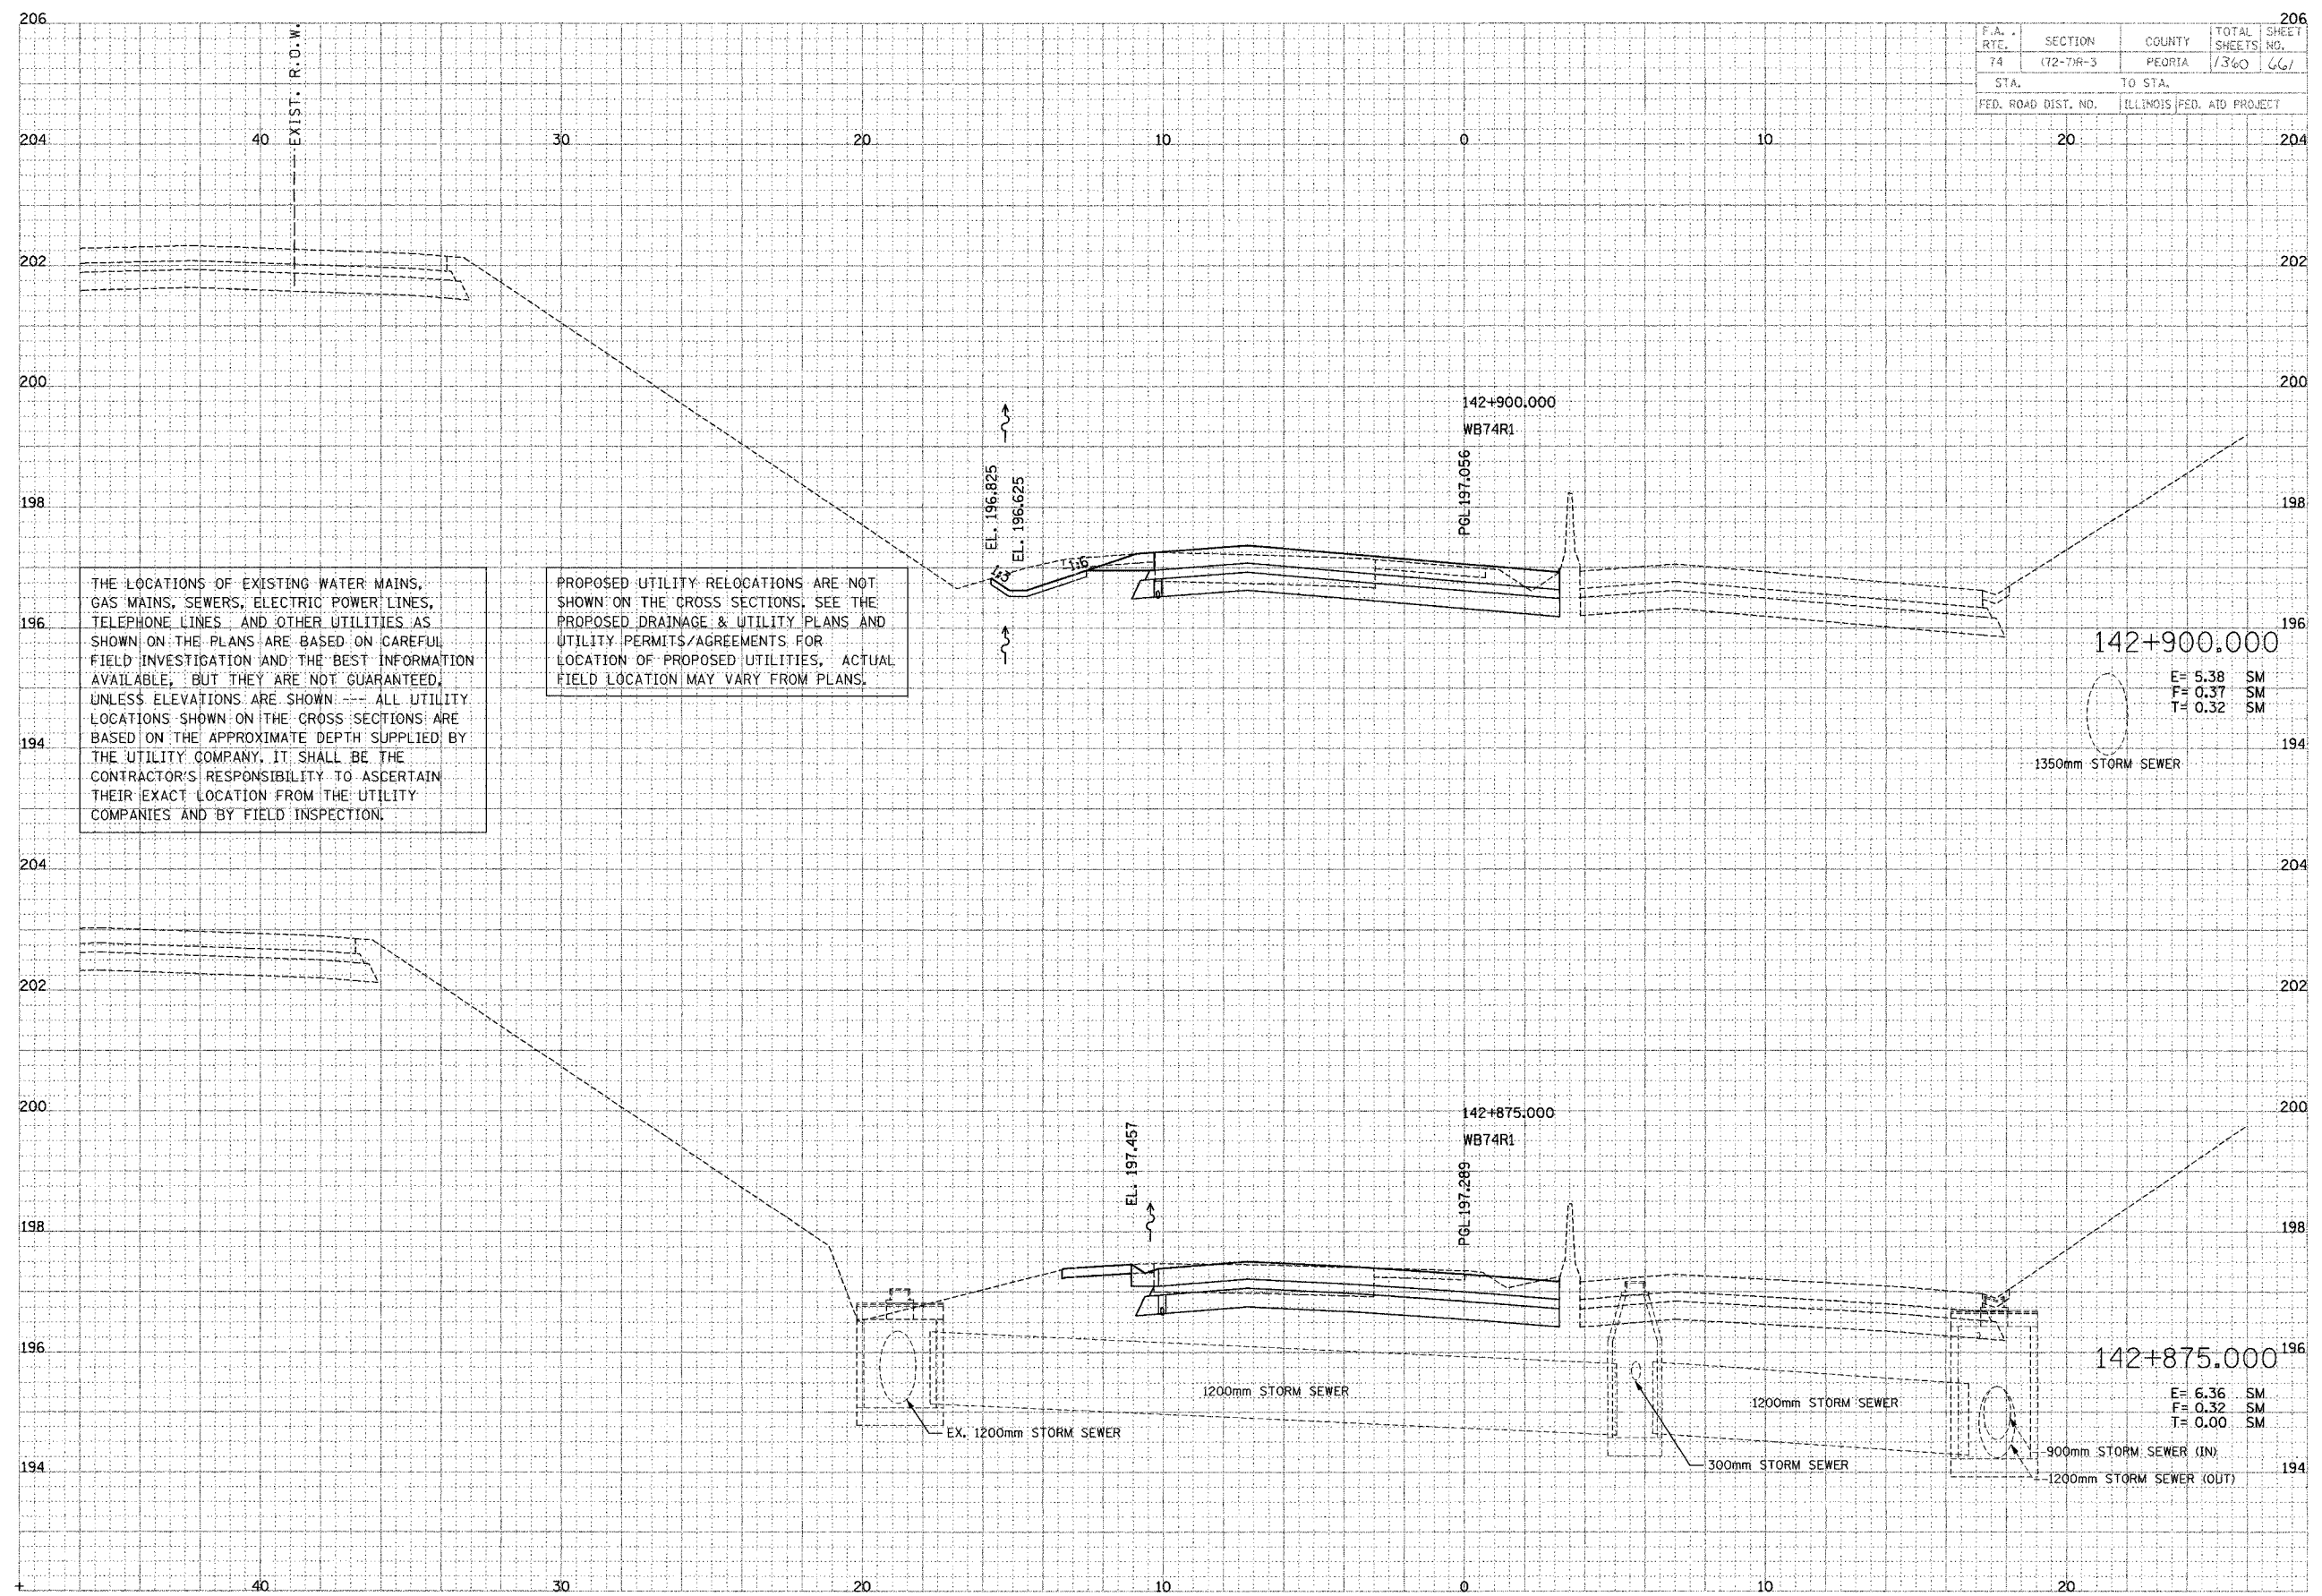 206
206
F.A. . RTE. SECTION COUNTY TOTAL SHEETS SHEET NO.
74 (72-7)R-3 PEORIA 1360 661
STA. TO STA.
FED. ROAD DIST. NO. ILLINOIS FED. AID PROJECT
EXIST. R.O.W.
204 40 30 20 10 0 10 20 204
202 202
200 200
142+900.000
WB74R1
PGL 197.056
EL. 196.825
EL. 196.625
198 198
1:3
1:6
THE LOCATIONS OF EXISTING WATER MAINS,
GAS MAINS, SEWERS, ELECTRIC POWER LINES,
TELEPHONE LINES AND OTHER UTILITIES AS
SHOWN ON THE PLANS ARE BASED ON CAREFUL
FIELD INVESTIGATION AND THE BEST INFORMATION
AVAILABLE, BUT THEY ARE NOT GUARANTEED.
UNLESS ELEVATIONS ARE SHOWN --- ALL UTILITY
LOCATIONS SHOWN ON THE CROSS SECTIONS ARE
BASED ON THE APPROXIMATE DEPTH SUPPLIED BY
THE UTILITY COMPANY. IT SHALL BE THE
CONTRACTOR'S RESPONSIBILITY TO ASCERTAIN
THEIR EXACT LOCATION FROM THE UTILITY
COMPANIES AND BY FIELD INSPECTION.
PROPOSED UTILITY RELOCATIONS ARE NOT
SHOWN ON THE CROSS SECTIONS. SEE THE
PROPOSED DRAINAGE & UTILITY PLANS AND
UTILITY PERMITS/AGREEMENTS FOR
LOCATION OF PROPOSED UTILITIES, ACTUAL
FIELD LOCATION MAY VARY FROM PLANS.
196 196
142+900.000
E= 5.38 SM
F= 0.37 SM
T= 0.32 SM
194 194
1350mm STORM SEWER
204 204
202 202
200 200
142+875.000
WB74R1
PGL 197.289
EL. 197.457
198 198
196 196
142+875.000
E= 6.36 SM
F= 0.32 SM
T= 0.00 SM
1200mm STORM SEWER
1200mm STORM SEWER
EX. 1200mm STORM SEWER
900mm STORM SEWER (IN)
300mm STORM SEWER
1200mm STORM SEWER (OUT)
194 194
40 30 20 10 0 10 20